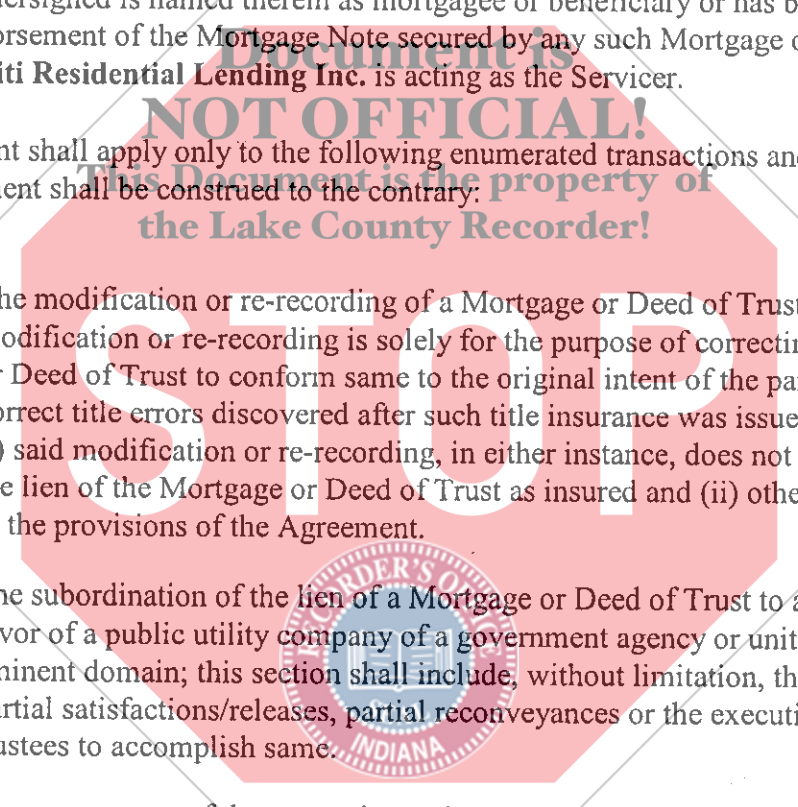 ersigned is named therein as mortgagee or beneficiary or has b
orsement of the Mortgage Note secured by any such Mortgage o
iti Residential Lending Inc. is acting as the Servicer.
Document is
NOT OFFICIAL!
nt shall apply only to the following enumerated transactions and
This Document is the property of
ent shall be construed to the contrary:
the Lake County Recorder!
he modification or re-recording of a Mortgage or Deed of Trust
odification or re-recording is solely for the purpose of correctin
r Deed of Trust to conform same to the original intent of the par
orrect title errors discovered after such title insurance was issue
) said modification or re-recording, in either instance, does not
e lien of the Mortgage or Deed of Trust as insured and (ii) othe
the provisions of the Agreement.
STOP
he subordination of the lien of a Mortgage or Deed of Trust to a
vor of a public utility company of a government agency or unit
minent domain; this section shall include, without limitation, th
artial satisfactions/releases, partial reconveyances or the executi
ustees to accomplish same.
RECORDER'S OFFICE
INDIANA